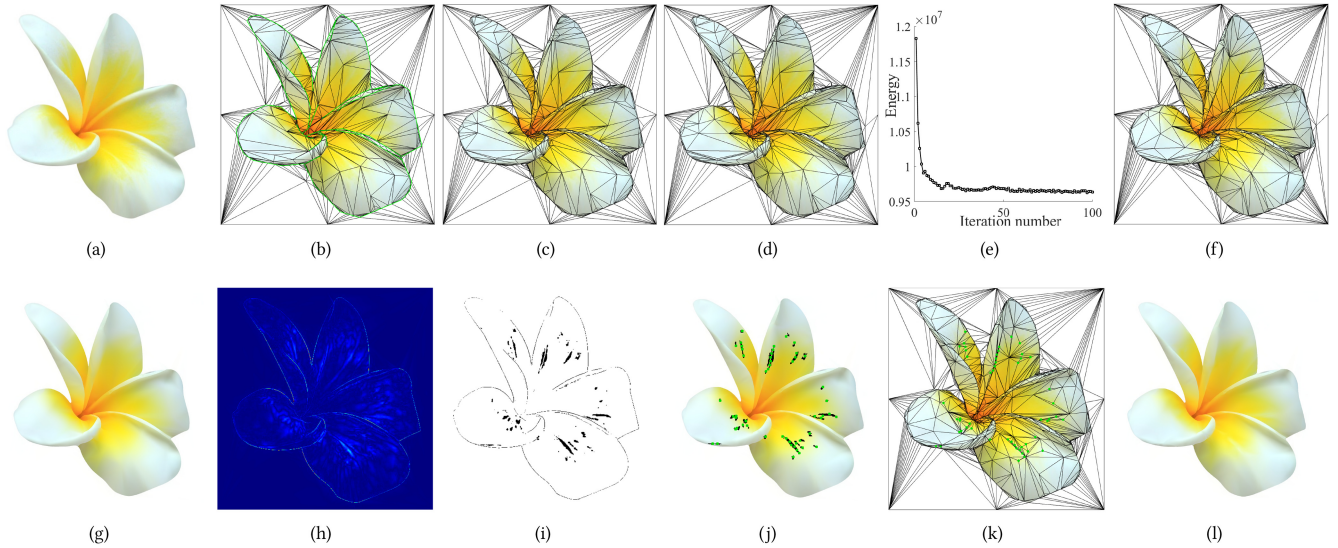 ×10⁷
1.2
1.15
1.1
1.05
1
0.95
Energy
0 50 100
Iteration number
(a) (b) (c) (d) (e) (f)
(g) (h) (i) (j) (k) (l)